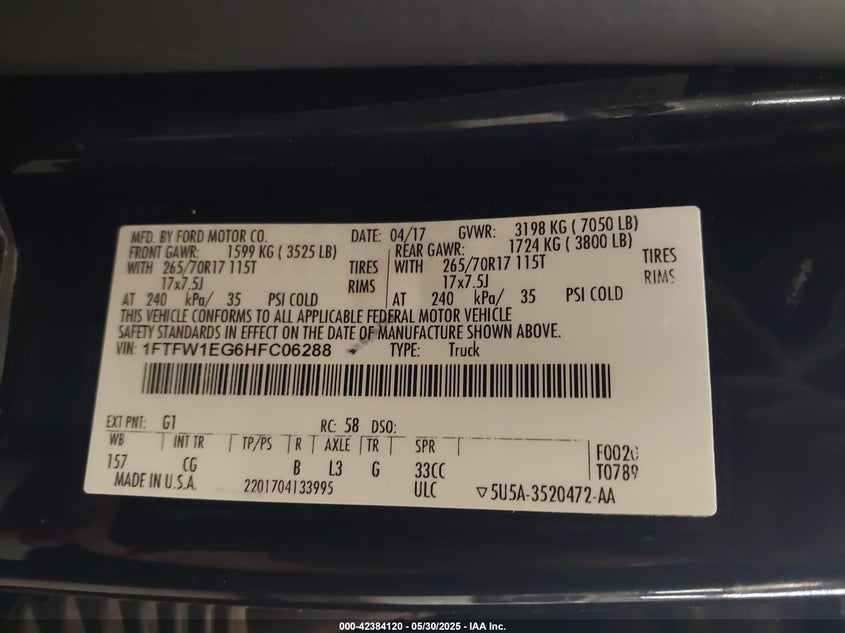 MFD. BY FORD MOTOR CO. DATE: 04/17 GVWR: 3198 KG (7050 LB)
FRONT GAWR: 1599 KG (3525 LB) REAR GAWR: 1724 KG (3800 LB)
WITH 265/70R17 115T TIRES WITH 265/70R17 115T TIRES
17x7.5J RIMS 17x7.5J RIMS
AT 240 kPa/ 35 PSI COLD AT 240 kPa/ 35 PSI COLD
THIS VEHICLE CONFORMS TO ALL APPLICABLE FEDERAL MOTOR VEHICLE
SAFETY STANDARDS IN EFFECT ON THE DATE OF MANUFACTURE SHOWN ABOVE.
VIN: 1FTFW1EG6HFC06288 TYPE: Truck
EXT PNT: G1 RC: 58 DSO:
WB INT TR TP/PS R AXLE TR SPR
157 CG B L3 G 33CC
F002
T0789
MADE IN U.S.A. 2201704133995 ULC ▽5U5A-3520472-AA
000-42384120 — 05/30/2025 — IAA Inc.